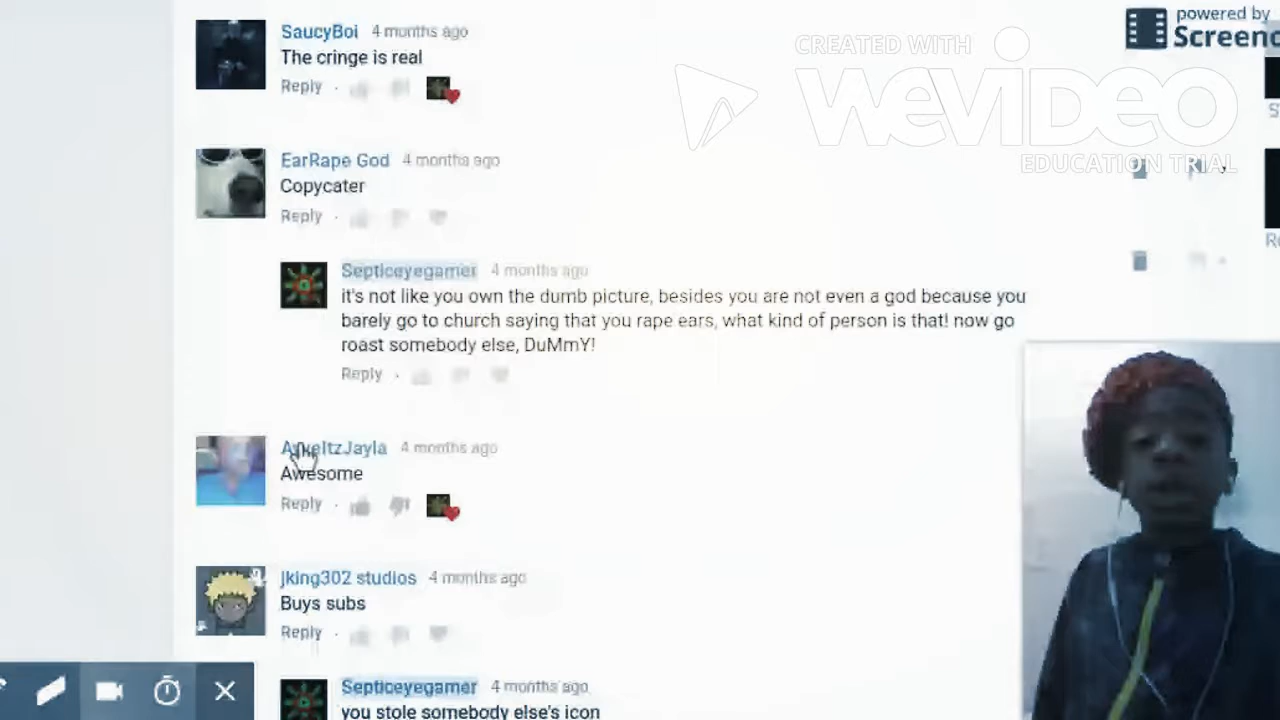 SaucyBoi 4 months ago
The cringe is real
Reply
EarRape God 4 months ago
Copycater
Reply
Septiceyegamer 4 months ago
it's not like you own the dumb picture, besides you are not even a god because you
barely go to church saying that you rape ears, what kind of person is that! now go
roast somebody else, DuMmY!
Reply
4 months ago
Awesome
Reply
jking302 studios 4 months ago
Buys subs
Reply
Septiceyegamer 4 months ago
you stole somebody else's icon
powered by
CREATED WITH
WEVIDEO
EDUCATION TRIAL